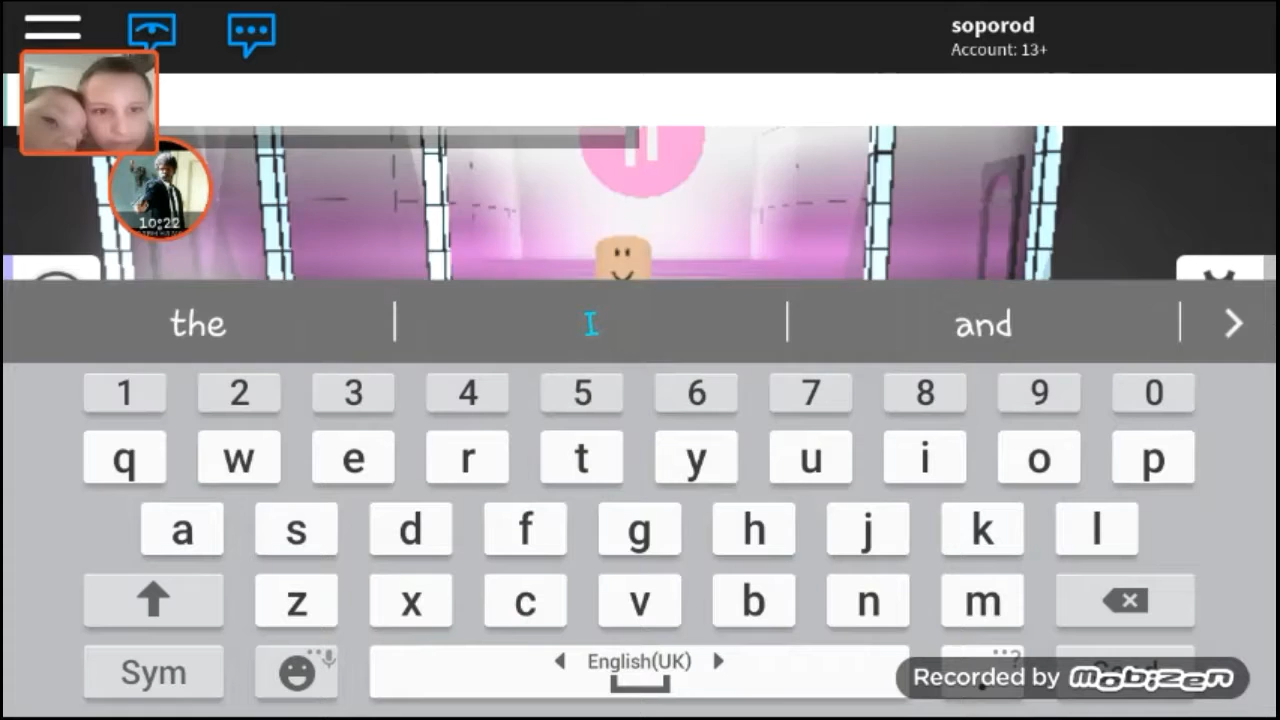 soporod
Account: 13+
10:22
the I and
1 2 3 4 5 6 7 8 9 0
q w e r t y u i o p
a s d f g h j k l
z x c v b n m
Sym English(UK)
Recorded by mobizen